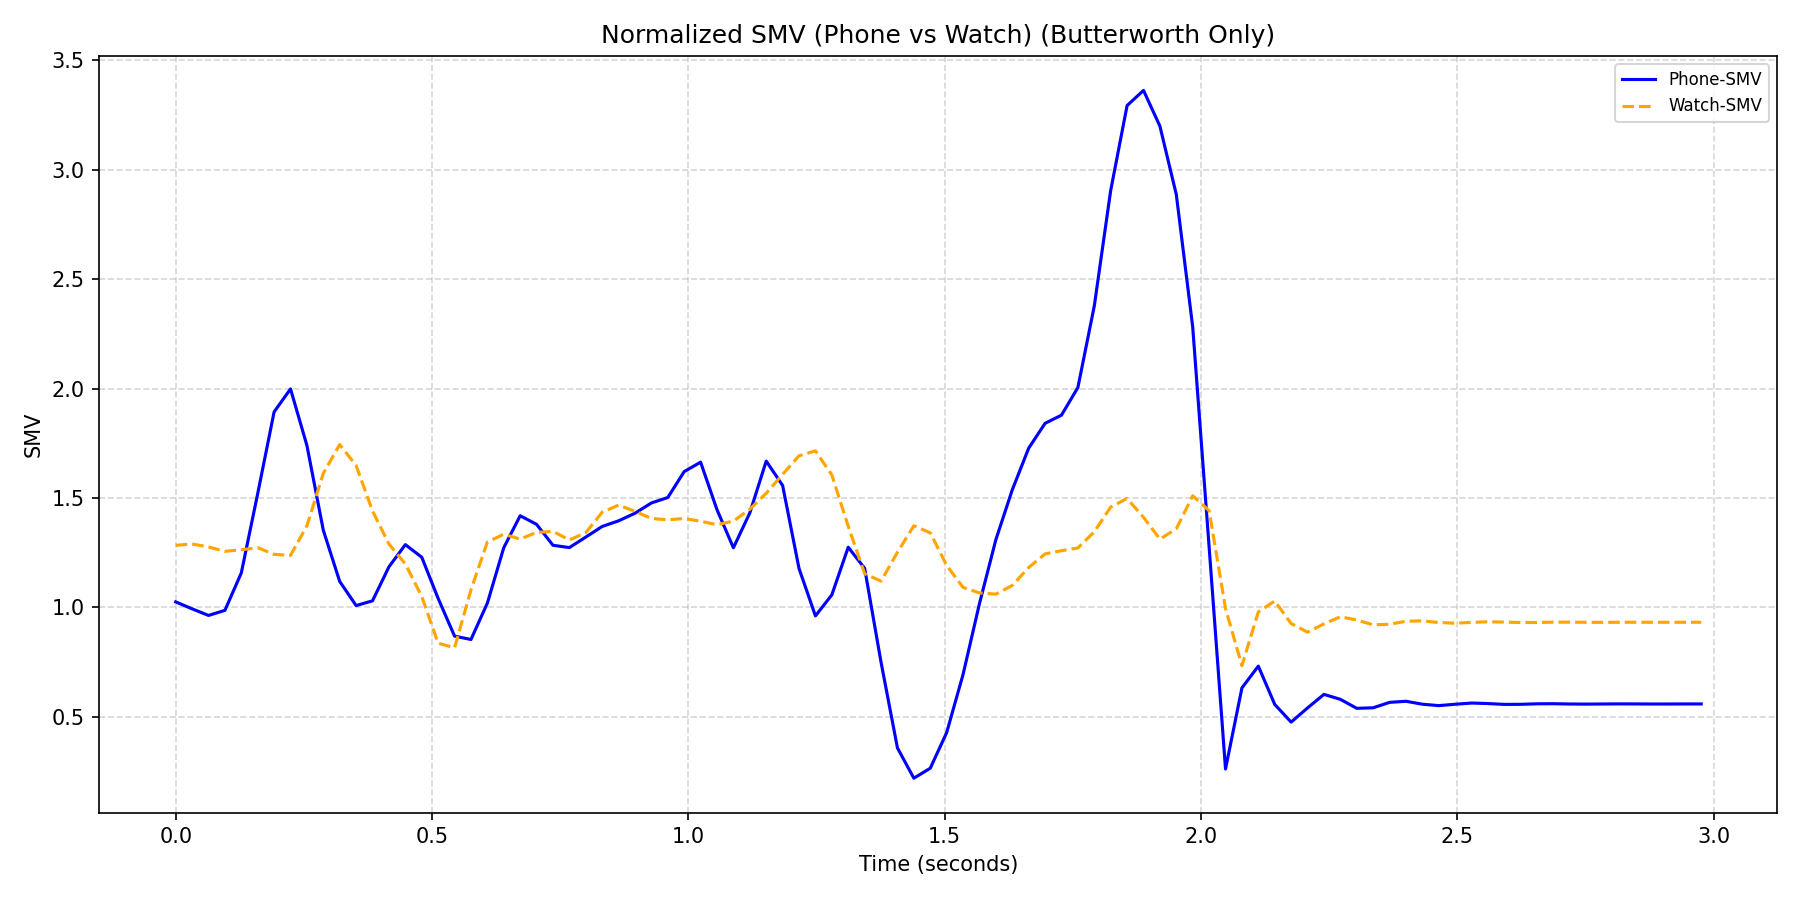 Normalized SMV (Phone vs Watch) (Butterworth Only)
Phone-SMV
Watch-SMV
SMV
3.5
3.0
2.5
2.0
1.5
1.0
0.5
0.0 0.5 1.0 1.5 2.0 2.5 3.0
Time (seconds)